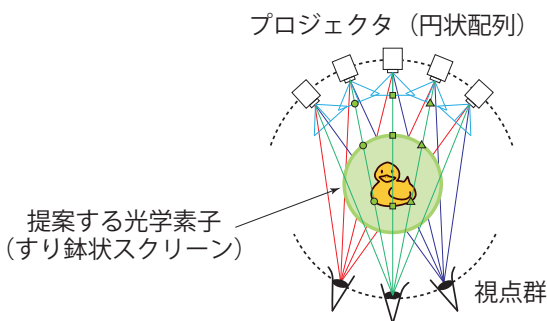 プロジェクタ（円状配列）
提案する光学素子
（すり鉢状スクリーン）
視点群